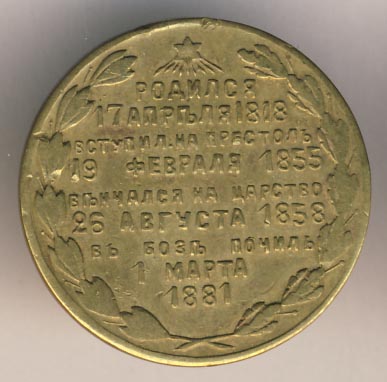 РОДИЛСЯ
17 АПРѢЛЯ 1818
ВСТУПИЛ. НА ПРЕСТОЛЪ
19 ФЕВРАЛЯ 1855
ВѢНЧАЛСЯ НА ЦАРСТВО
26 АВГУСТА 1858
ВЪ БОЗѢ ПОЧИЛЪ
1 МАРТА
1881